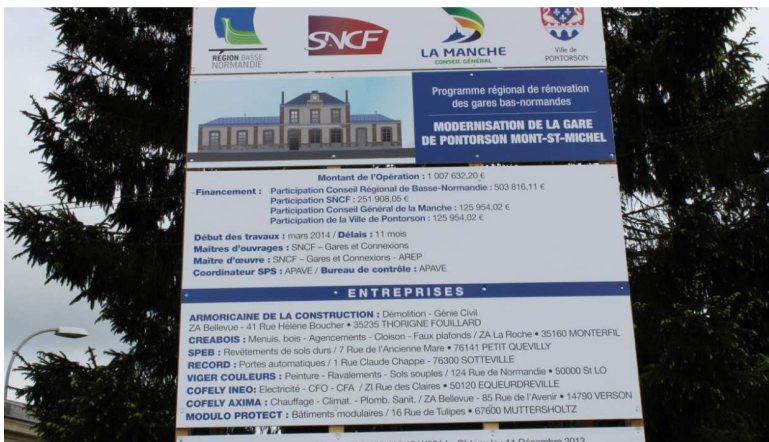 RÉGION BASSE
NORMANDIE
SNCF
LA MANCHE
CONSEIL GÉNÉRAL
Ville de
PONTORSON
Programme régional de rénovation
des gares bas-normandes
MODERNISATION DE LA GARE
DE PONTORSON MONT-ST-MICHEL
Montant de l'Opération : 1 007 632,20 €
Financement : Participation Conseil Régional de Basse-Normandie : 503 816,11 €
Participation SNCF : 251 908,05 €
Participation Conseil Général de la Manche : 125 954,02 €
Participation de la Ville de Pontorson : 125 954,02 €
Début des travaux : mars 2014 / Délais : 11 mois
Maîtres d'ouvrages : SNCF – Gares et Connexions
Maître d'œuvre : SNCF – Gares et Connexions - AREP
Coordinateur SPS : APAVE / Bureau de contrôle : APAVE
ENTREPRISES
ARMORICAINE DE LA CONSTRUCTION : Démolition - Génie Civil
ZA Bellevue - 41 Rue Hélène Boucher • 35235 THORIGNE FOUILLARD
CREABOIS : Menuis. bois - Agencements - Cloison - Faux plafonds / ZA La Roche • 35160 MONTERFIL
SPEB : Revêtements de sols durs / 7 Rue de l'Ancienne Mare • 76141 PETIT QUEVILLY
RECORD : Portes automatiques / 1 Rue Claude Chappe - 76300 SOTTEVILLE
VIGER COULEURS : Peinture - Ravalements - Sols souples / 124 Rue de Normandie • 50000 St LO
COFELY INEO : Electricité - CFO - CFA / ZI Rue des Claires • 50120 EQUEURDREVILLE
COFELY AXIMA : Chauffage - Climat. - Plomb. Sanit. / ZA Bellevue - 85 Rue de l'Avenir • 14790 VERSON
MODULO PROTECT : Bâtiments modulaires / 16 Rue de Tulipes • 67600 MUTTERSHOLTZ
11 Décembre 2013